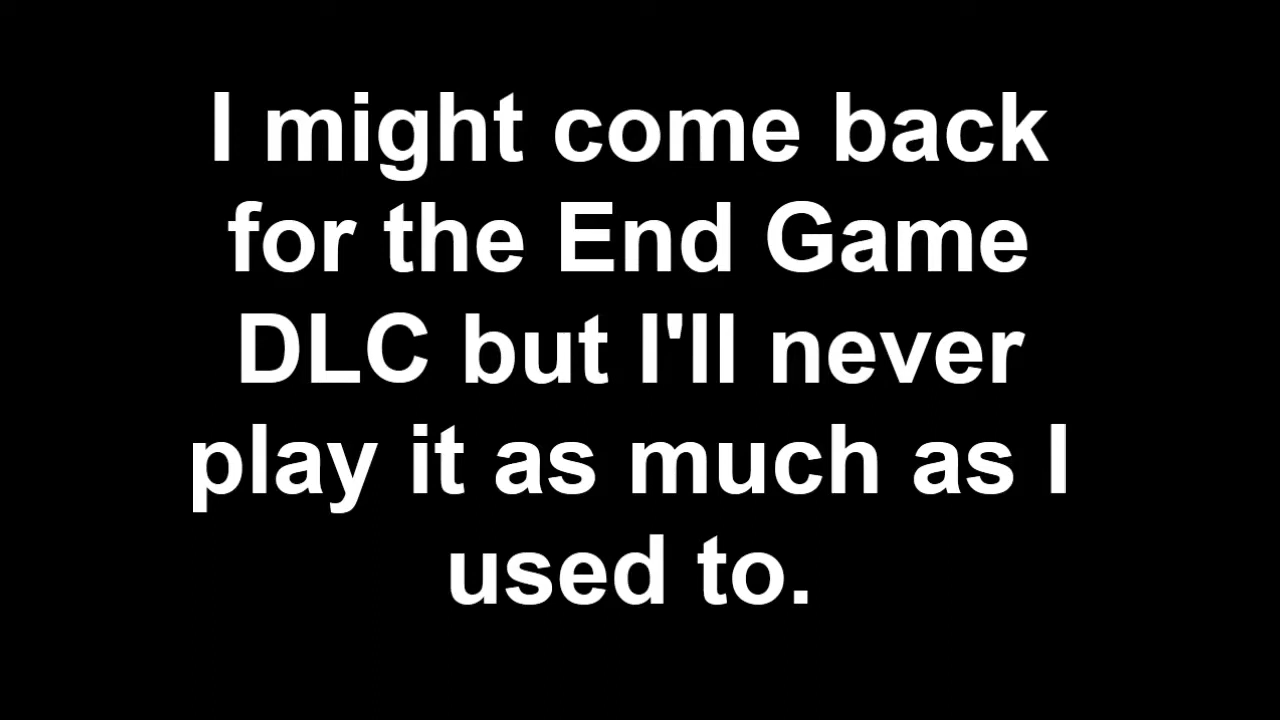 I might come back
for the End Game
DLC but I'll never
play it as much as I
used to.